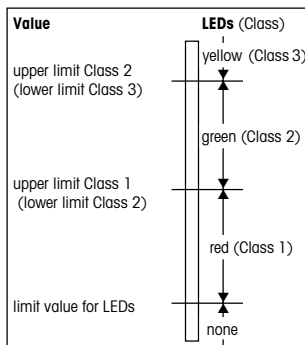 Value LEDs (Class)
yellow (Class 3)
upper limit Class 2
(lower limit Class 3)
green (Class 2)
upper limit Class 1
(lower limit Class 2)
red (Class 1)
limit value for LEDs
none